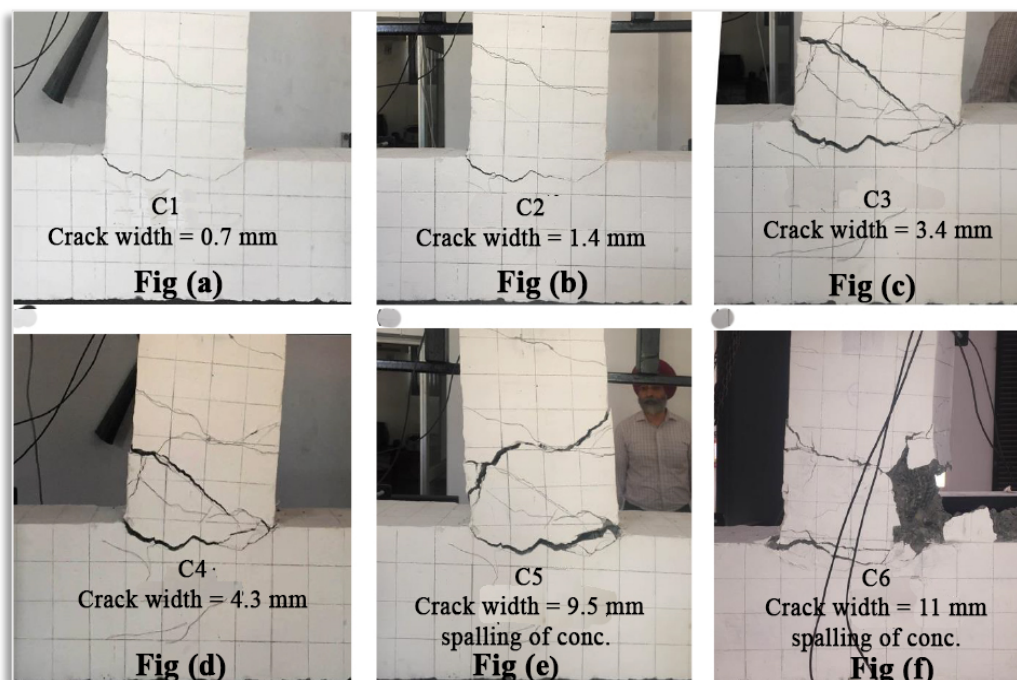 C1
Crack width = 0.7 mm
Fig (a)
C2
Crack width = 1.4 mm
Fig (b)
C3
Crack width = 3.4 mm
Fig (c)
C4
Crack width = 4.3 mm
Fig (d)
C5
Crack width = 9.5 mm
spalling of conc.
Fig (e)
C6
Crack width = 11 mm
spalling of conc.
Fig (f)